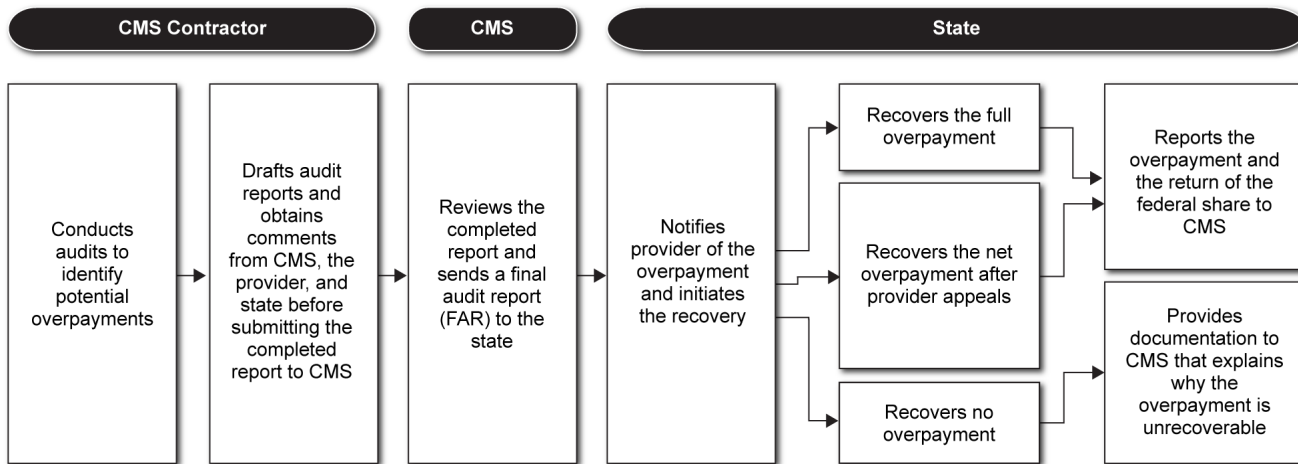 CMS Contractor
CMS
State
Conducts
audits to
identify
potential
overpayments
Drafts audit
reports and
obtains
comments
from CMS, the
provider, and
state before
submitting the
completed
report to CMS
Reviews the
completed
report and
sends a final
audit report
(FAR) to the
state
Notifies
provider of the
overpayment
and initiates
the recovery
Recovers the full
overpayment
Recovers the net
overpayment after
provider appeals
Recovers no
overpayment
Reports the
overpayment and
the return of the
federal share to
CMS
Provides
documentation to
CMS that explains
why the
overpayment is
unrecoverable